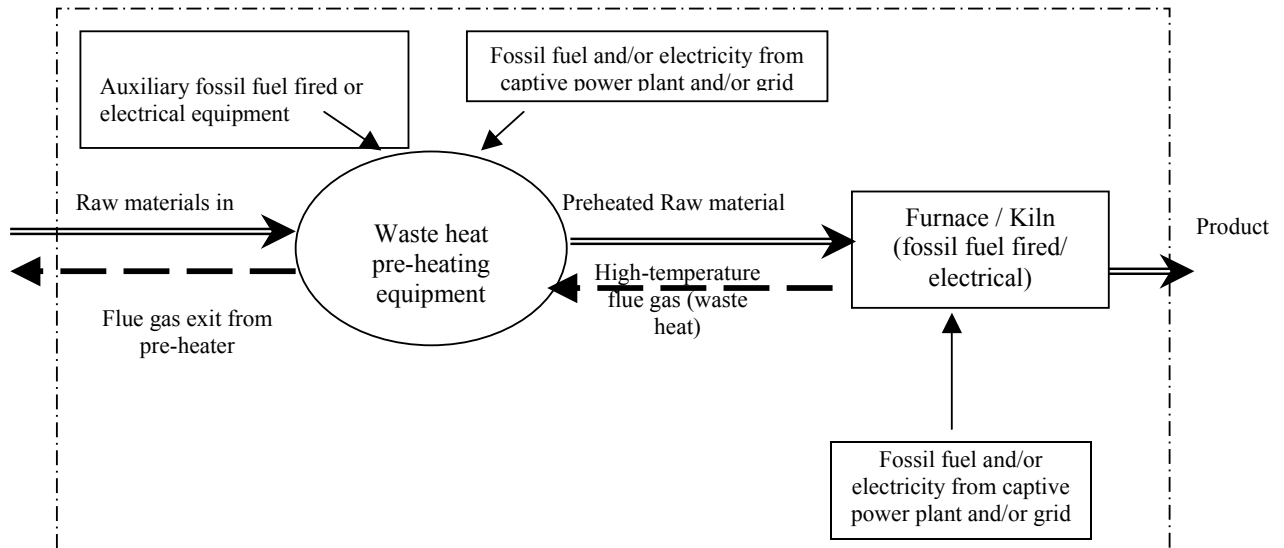 Auxiliary fossil fuel fired or
electrical equipment
Fossil fuel and/or electricity from
captive power plant and/or grid
Raw materials in
Waste heat
pre-heating
equipment
Preheated Raw material
Furnace / Kiln
(fossil fuel fired/
electrical)
Product
High-temperature
flue gas (waste
heat)
Flue gas exit from
pre-heater
Fossil fuel and/or
electricity from captive
power plant and/or grid